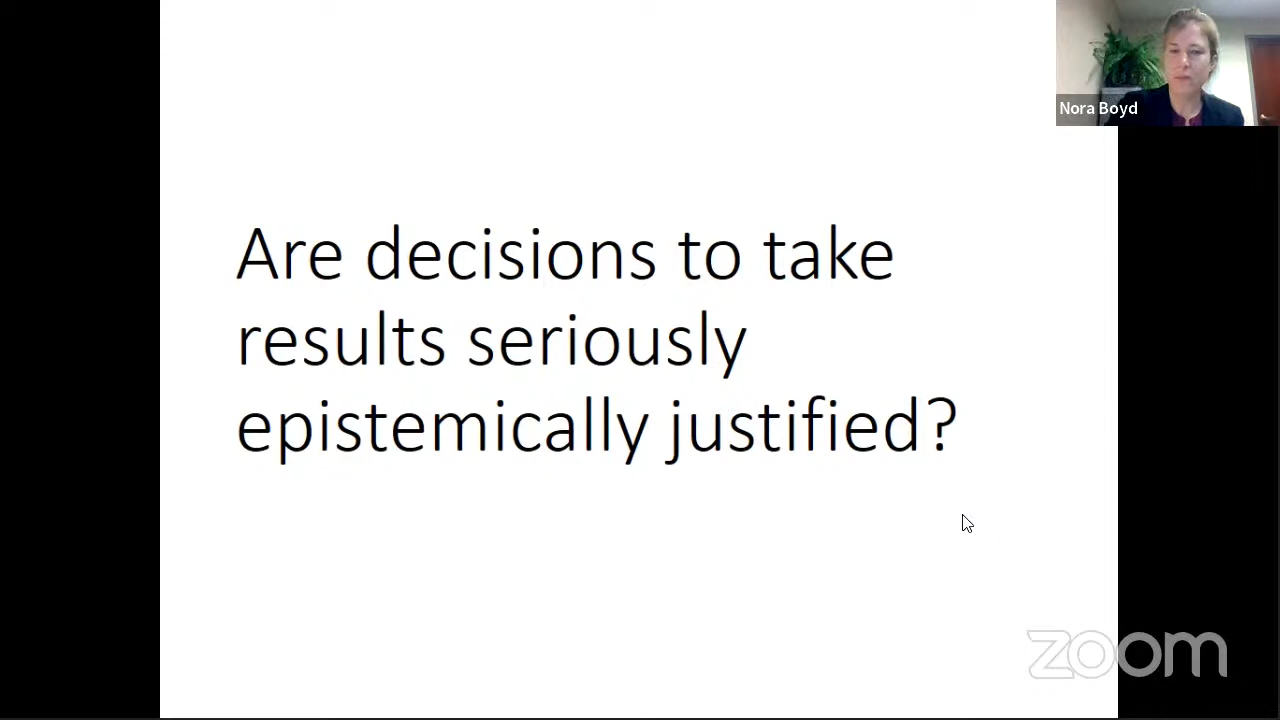 Nora Boyd
Are decisions to take
results seriously
epistemically justified?
zoom